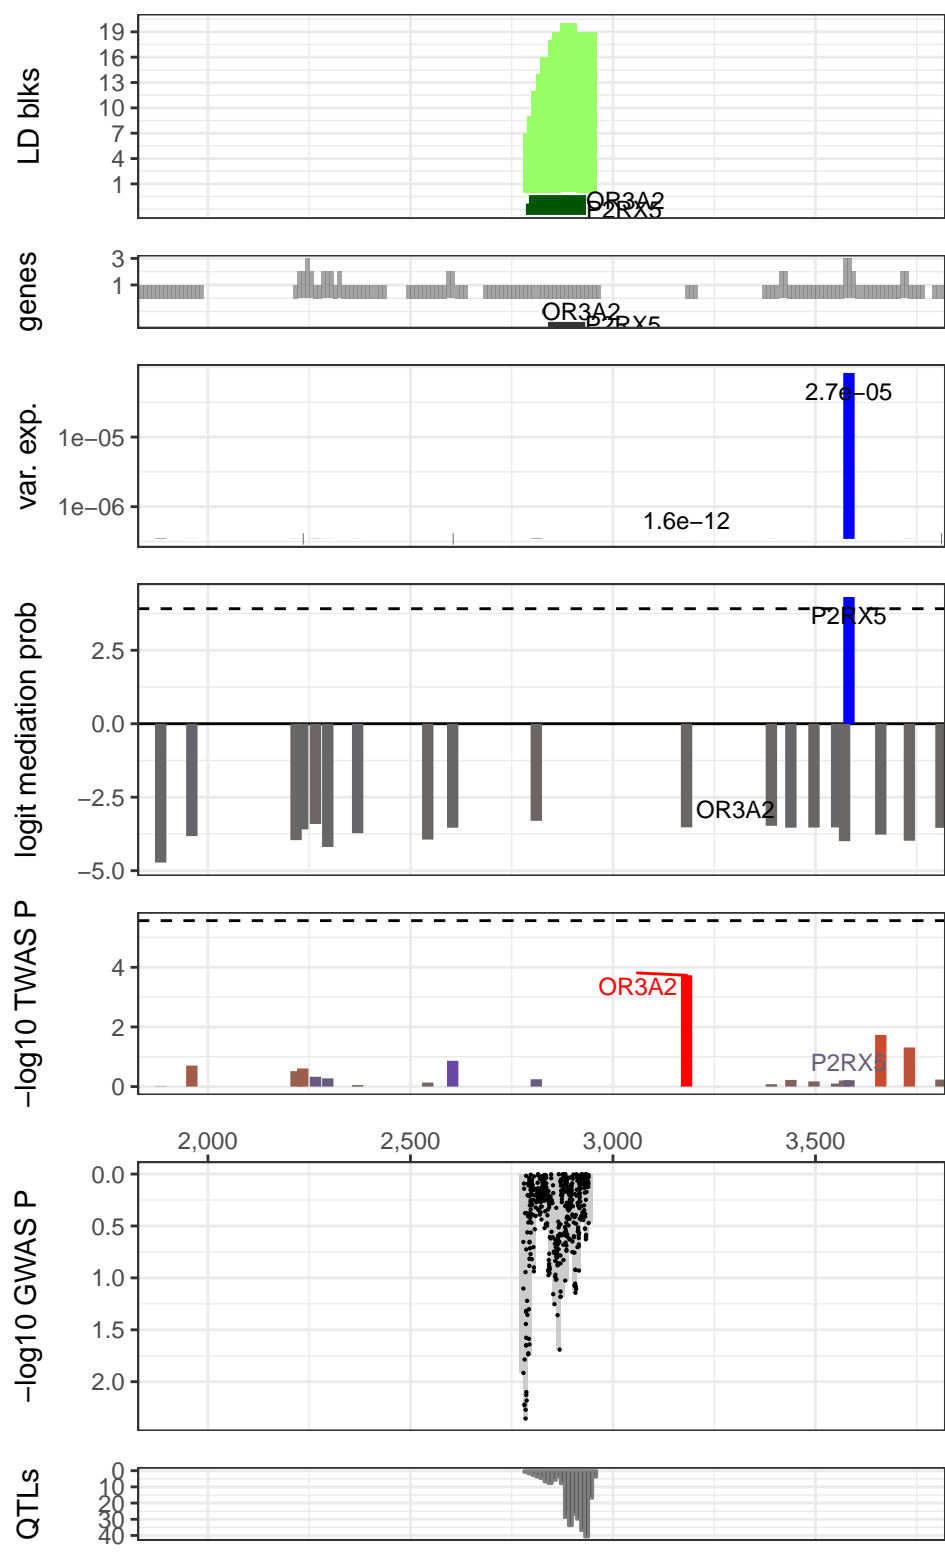 LD blks
19
16
13
10
7
4
1
OR3A2
P2RX5
genes
3
1
OR3A2
P2RX5
var. exp.
1e−05
1e−06
2.7e−05
1.6e−12
logit mediation prob
2.5
0.0
−2.5
−5.0
P2RX5
OR3A2
−log10 TWAS P
4
2
0
OR3A2
P2RX5
2,000 2,500 3,000 3,500
−log10 GWAS P
0.0
0.5
1.0
1.5
2.0
QTLs
0
10
20
30
40